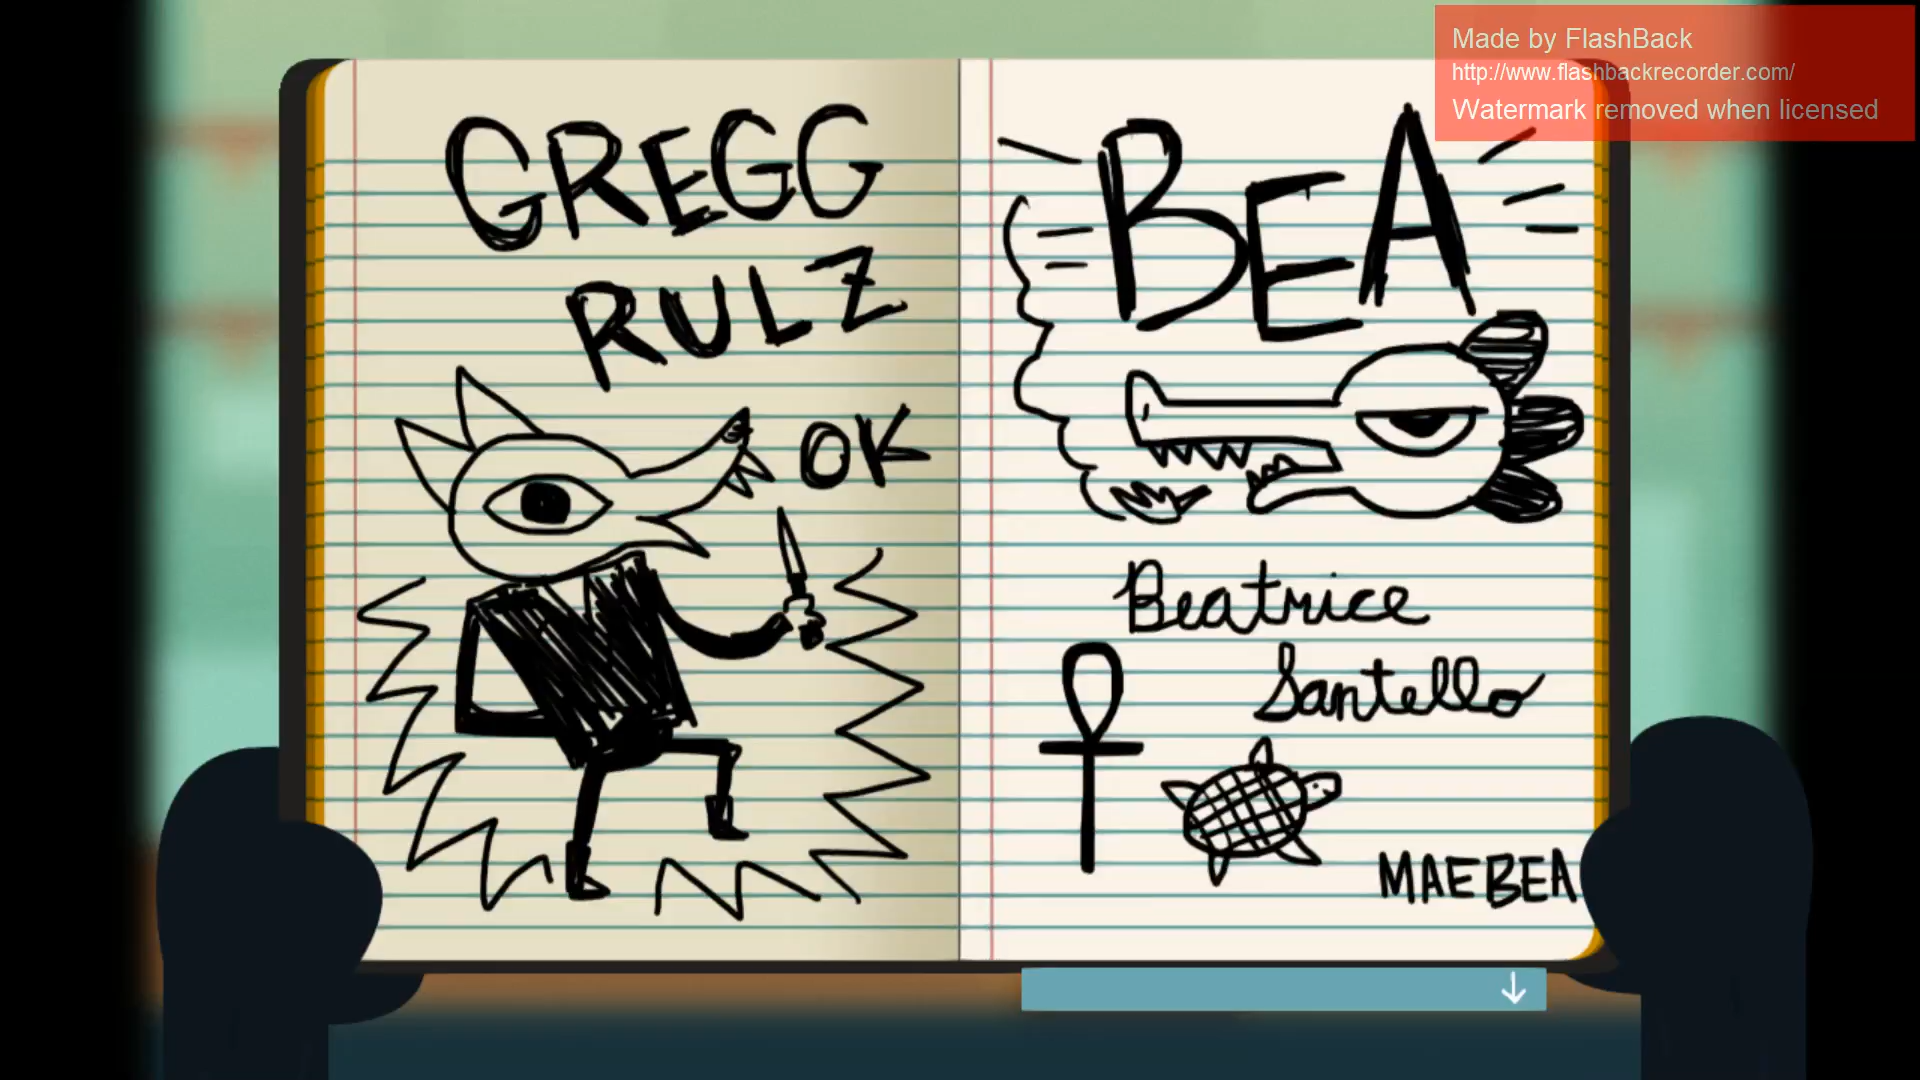 GREGG
RULZ
OK
BEA
Beatrice
Santello
MAEBEA
Made by FlashBack
http://www.flashbackrecorder.com/
Watermark removed when licensed